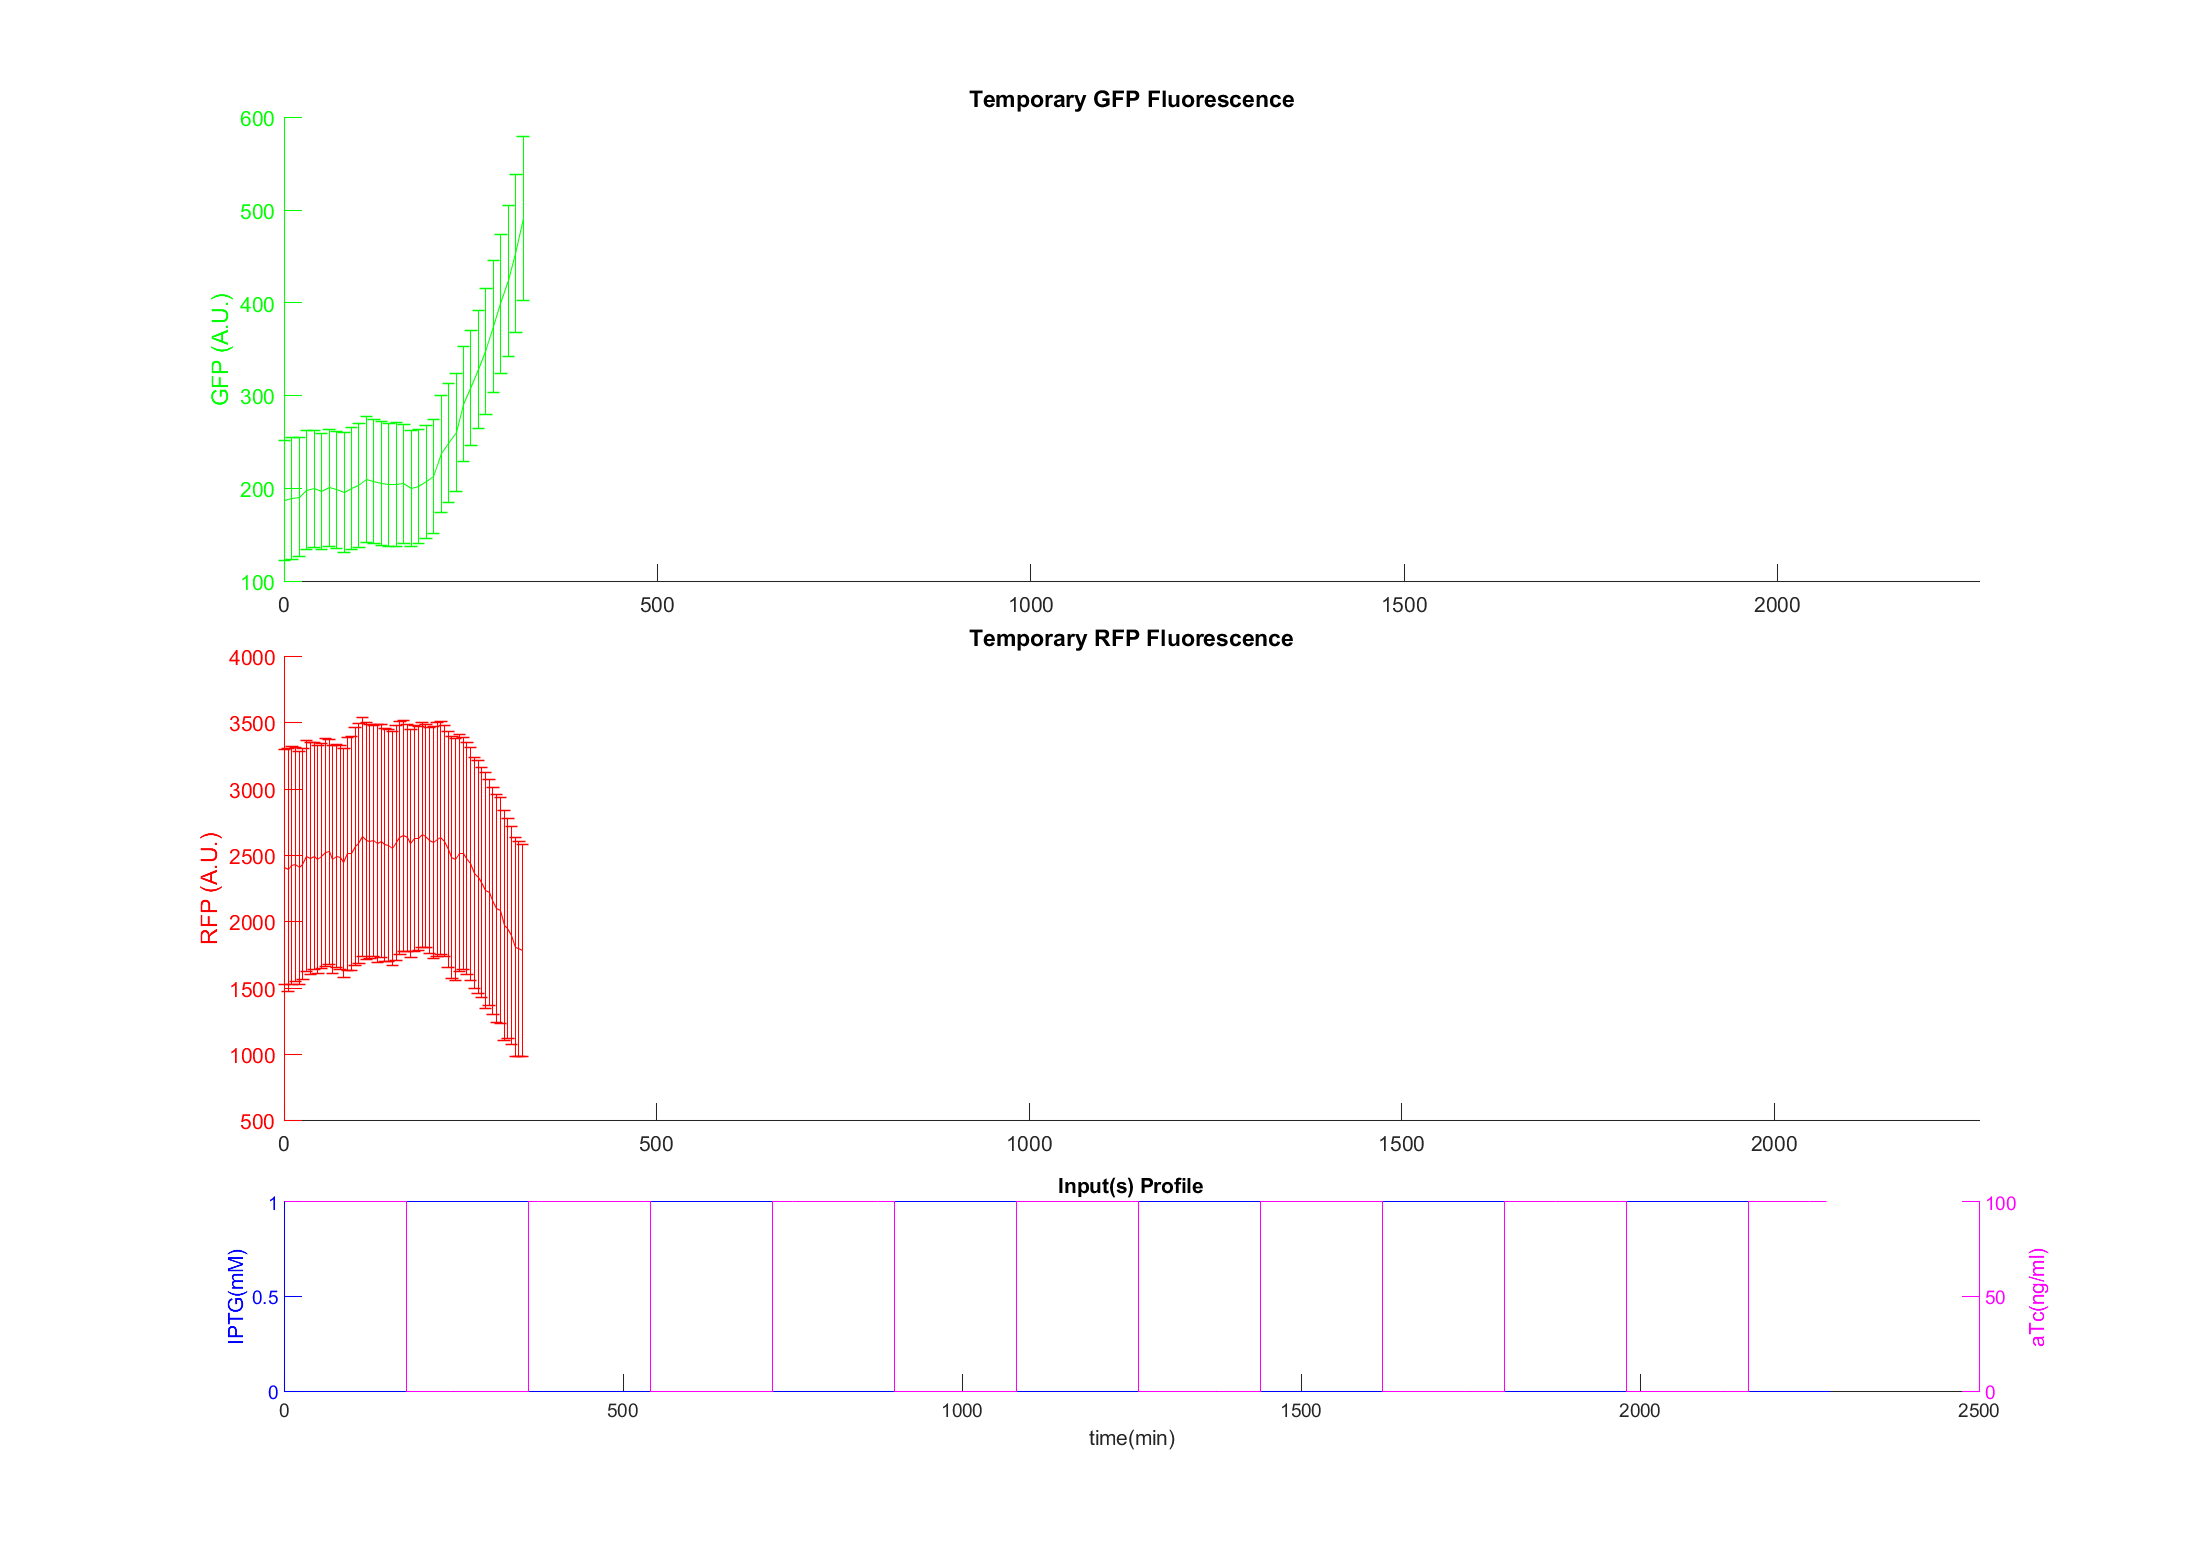 Temporary GFP Fluorescence
600
500
400
300
200
100
GFP (A.U.)
0 500 1000 1500 2000
Temporary RFP Fluorescence
4000
3500
3000
2500
2000
1500
1000
500
RFP (A.U.)
0 500 1000 1500 2000
Input(s) Profile
1
0.5
0
IPTG(mM)
100
50
0
aTc(ng/ml)
0 500 1000 1500 2000 2500
time(min)